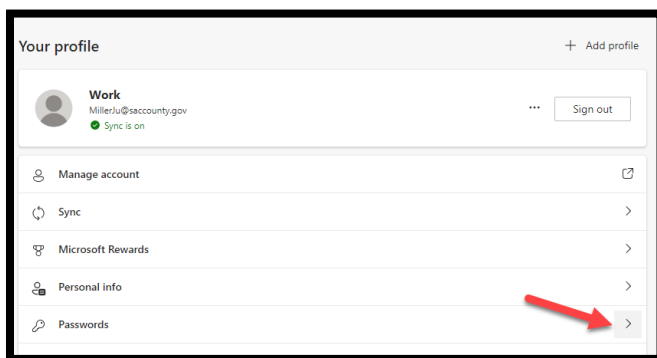 Your profile
+ Add profile
Work
MillerJu@saccounty.gov
Sync is on
... Sign out
Manage account
Sync
Microsoft Rewards
Personal info
Passwords